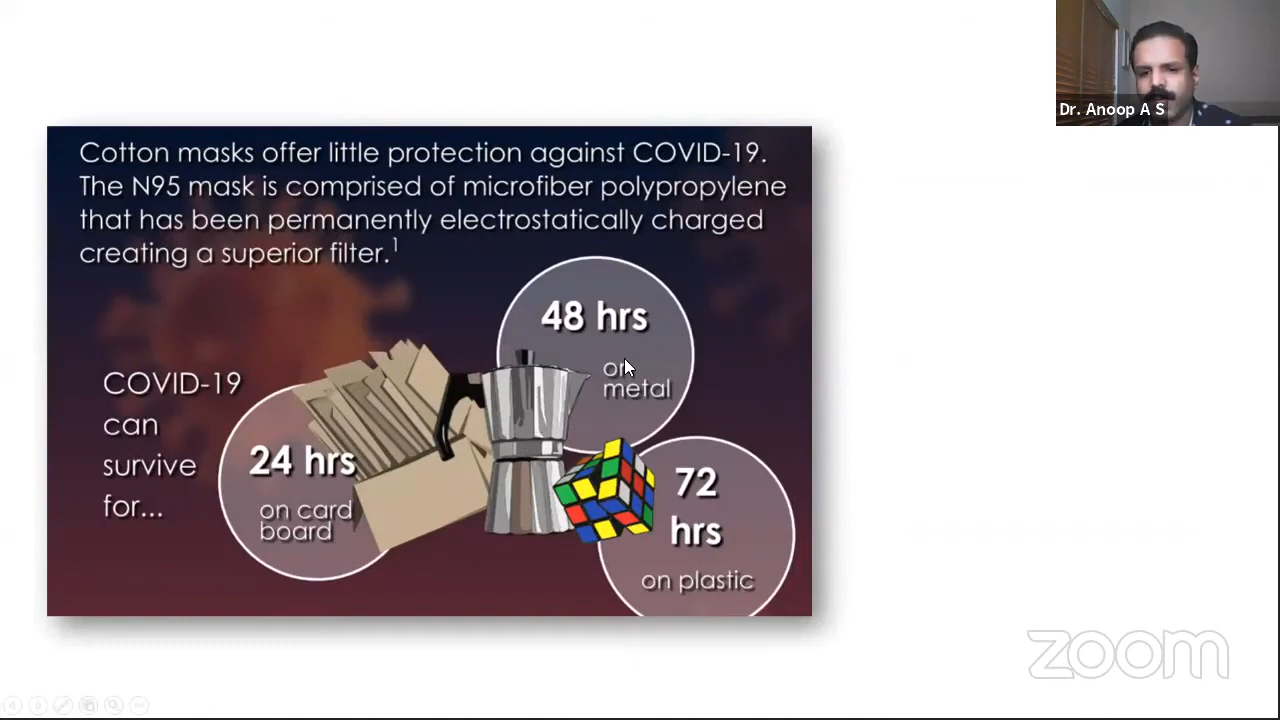 Dr. Anoop A S
Cotton masks offer little protection against COVID-19.
The N95 mask is comprised of microfiber polypropylene
that has been permanently electrostatically charged
creating a superior filter.1
48 hrs
on
metal
COVID-19
can
survive
for...
24 hrs
on card
board
72
hrs
on plastic
zoom